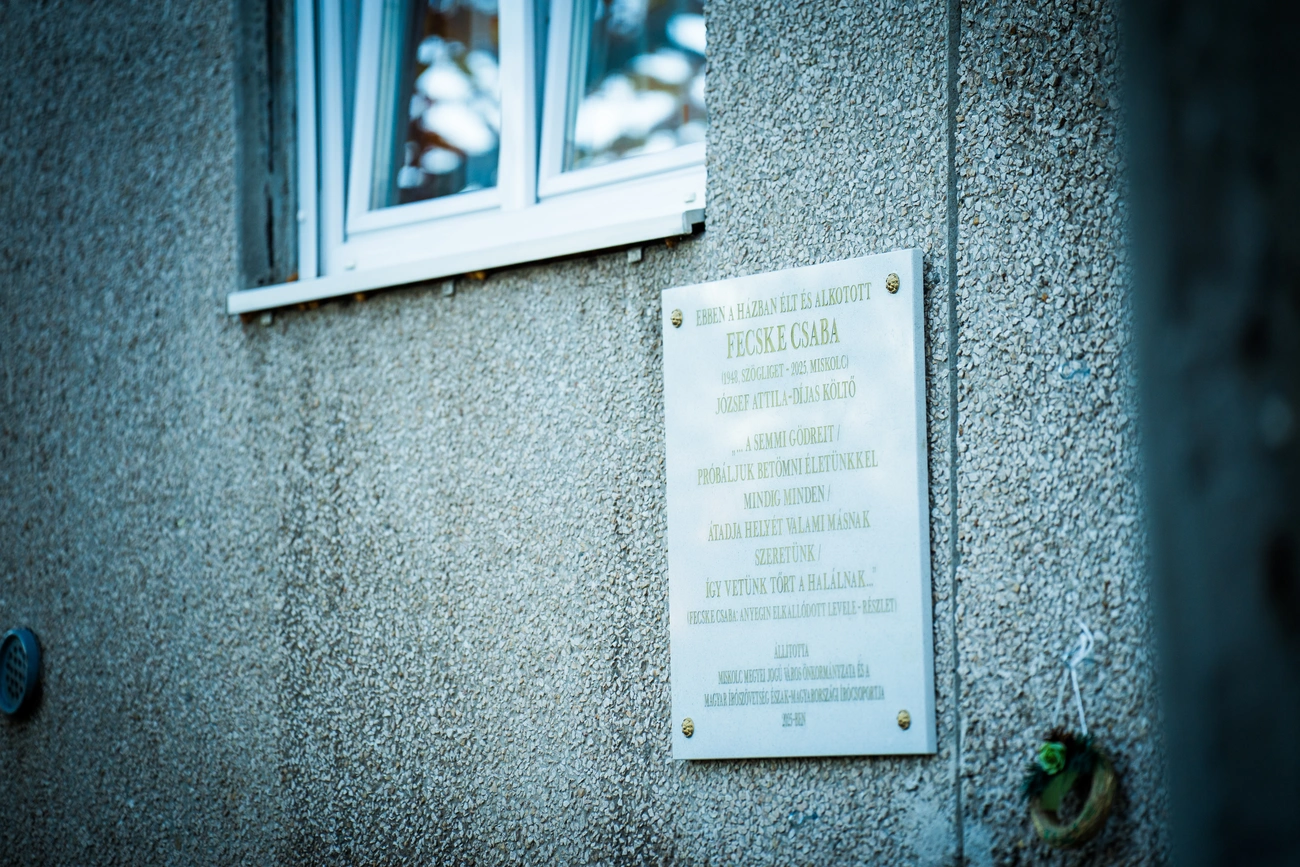 EBBEN A HÁZBAN ÉLT ÉS ALKOTOTT
FECSKE CSABA
(1948, SZÖGLIGET - 2025, MISKOLC)
JÓZSEF ATTILA-DÍJAS KÖLTŐ
„... A SEMMI GÖDREIT /
PRÓBÁLJUK BETÖMNI ÉLETÜNKKEL
MINDIG MINDEN /
ÁTADJA HELYÉT VALAMI MÁSNAK
SZERETÜNK /
ÍGY VETÜNK TŐRT A HALÁLNAK..."
(FECSKE CSABA: ANYEGIN ELKALLÓDOTT LEVELE - RÉSZLET)
ÁLLÍTOTTA
MISKOLC MEGYEI JOGÚ VÁROS ÖNKORMÁNYZATA ÉS A
MAGYAR ÍRÓSZÖVETSÉG ÉSZAK-MAGYARORSZÁGI ÍRÓCSOPORTJA